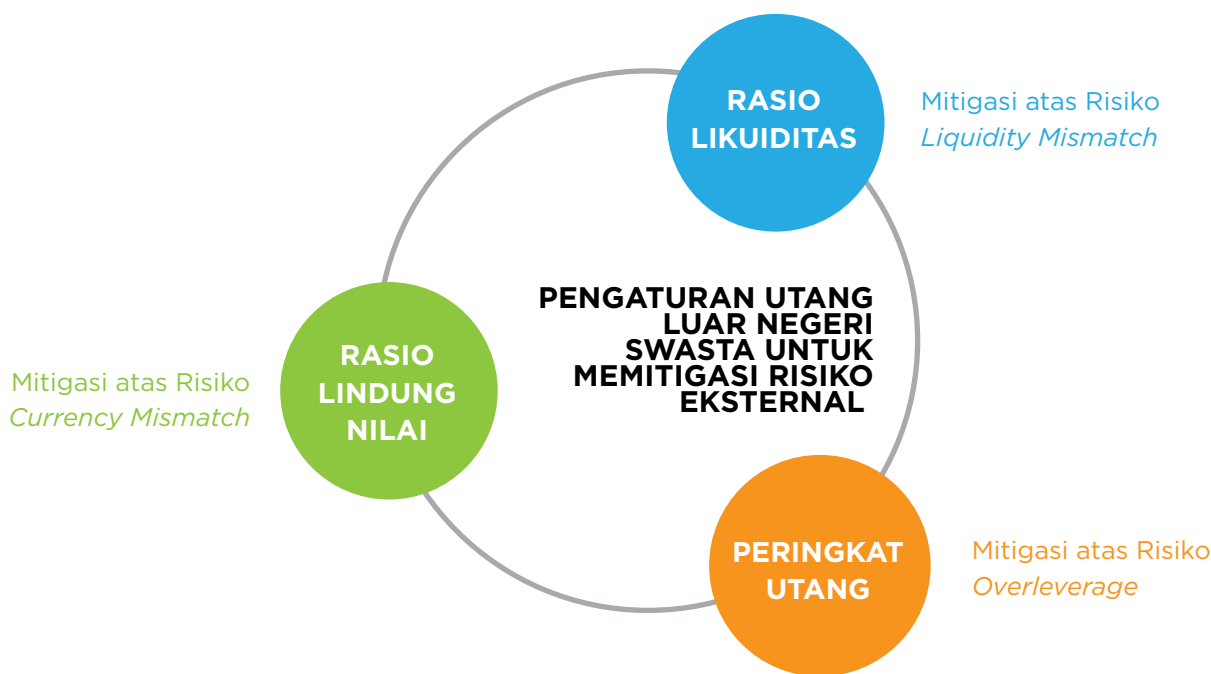 RASIO
LIKUIDITAS
Mitigasi atas Risiko
Liquidity Mismatch
PENGATURAN UTANG
LUAR NEGERI
SWASTA UNTUK
MEMITIGASI RISIKO
EKSTERNAL
RASIO
LINDUNG
NILAI
Mitigasi atas Risiko
Currency Mismatch
PERINGKAT
UTANG
Mitigasi atas Risiko
Overleverage